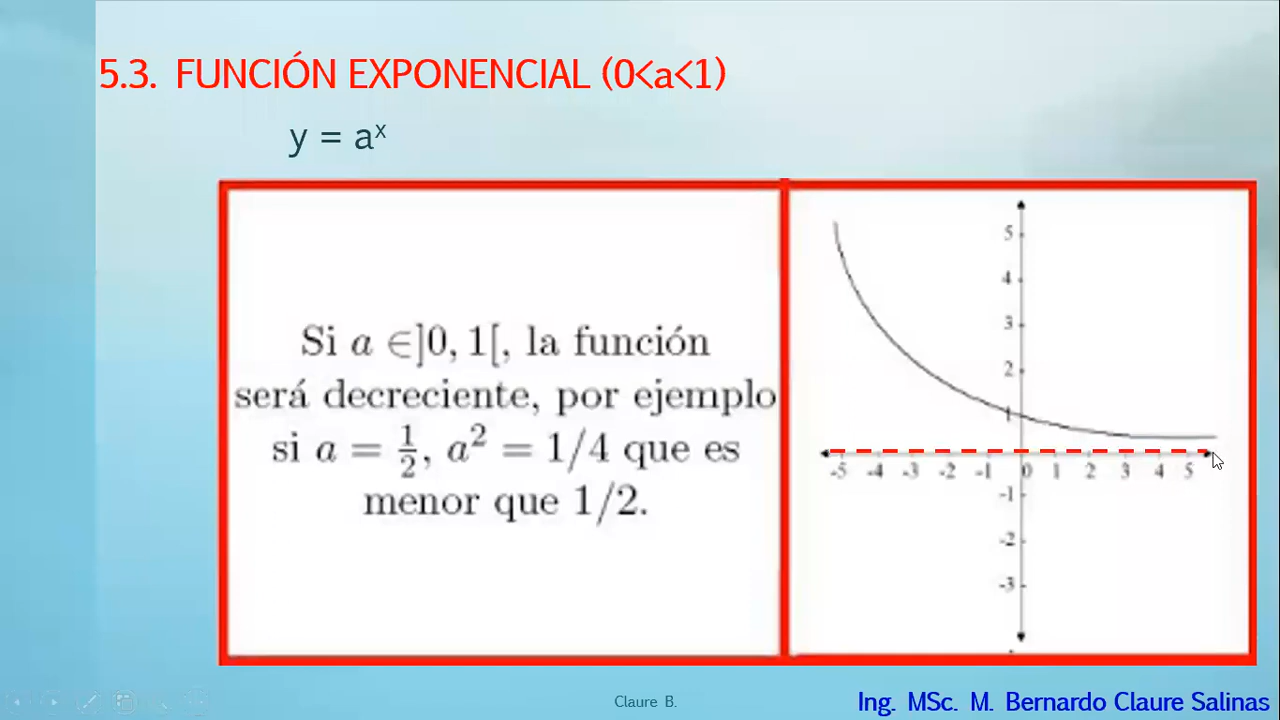 5.3. FUNCIÓN EXPONENCIAL (0<a<1)
y = aˣ
Si a ∈]0, 1[, la función
será decreciente, por ejemplo
si a = 1/2, a² = 1/4 que es
menor que 1/2.
5
4
3
2
1
-5 -4 -3 -2 -1 0 1 2 3 4 5
-1
-2
-3
Claure B.
Ing. MSc. M. Bernardo Claure Salinas